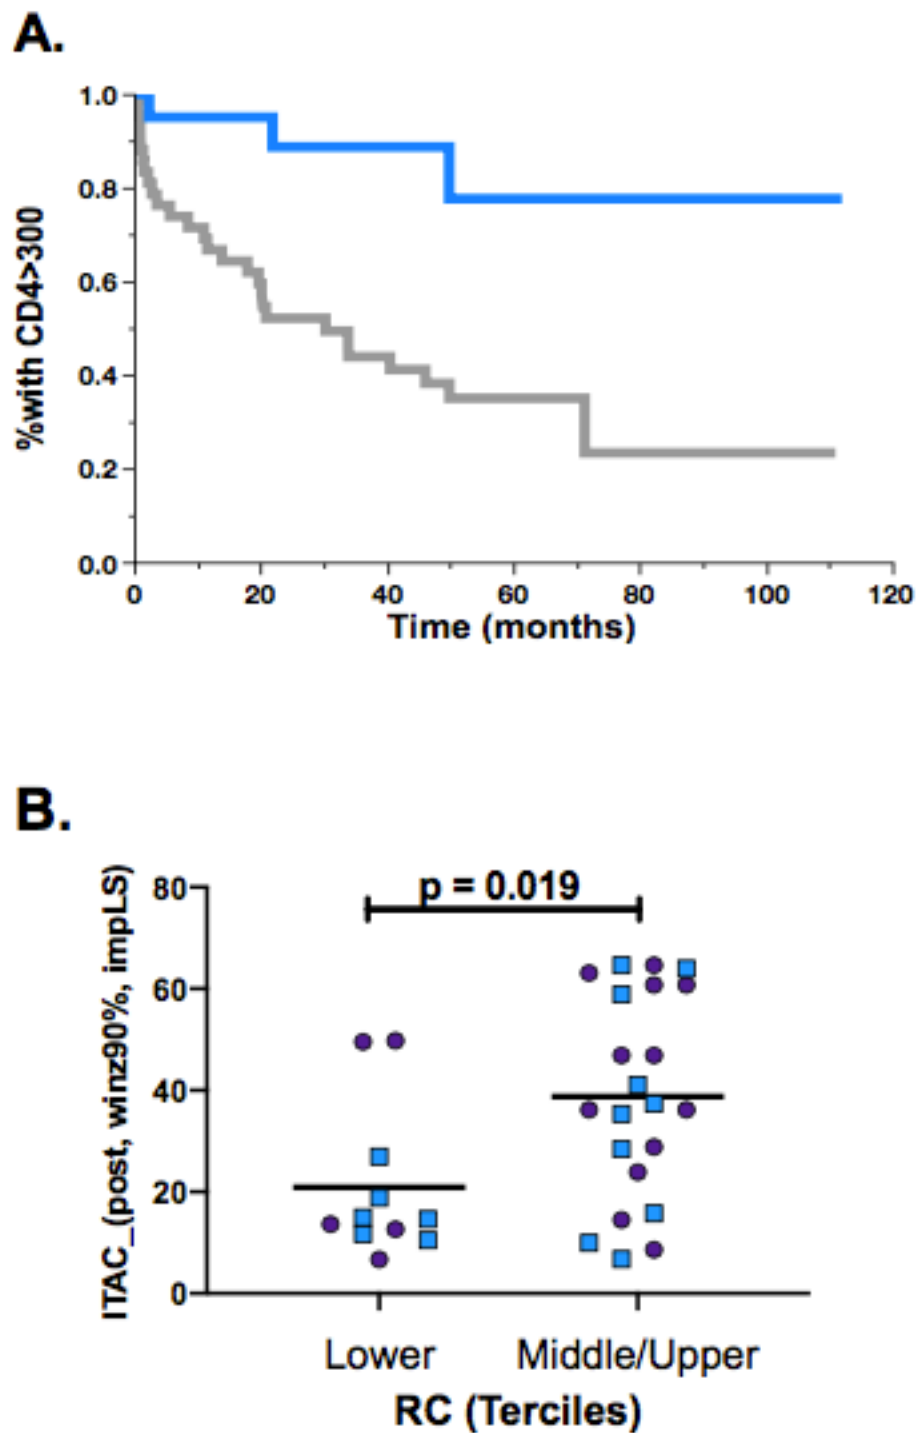 A.
%with CD4>300
1.0
0.8
0.6
0.4
0.2
0.0
0 20 40 60 80 100 120
Time (months)
B.
ITAC_(post, winz90%, impLS)
80
60
40
20
0
p = 0.019
Lower Middle/Upper
RC (Terciles)